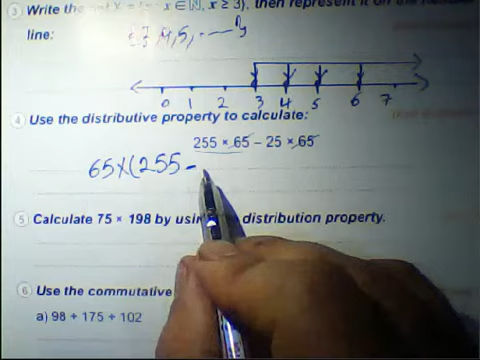 ③ Write the set X = x ∈ ℕ, x ≥ 3}, then represent it on the number
line: {3, 4, 5, ......}
0 1 2 3 4 5 6 7
④ Use the distributive property to calculate:
255 × 65 – 25 × 65
65×(255 –
⑤ Calculate 75 × 198 by distribution property.
⑥ Use the commutative
a) 98 + 175 + 102